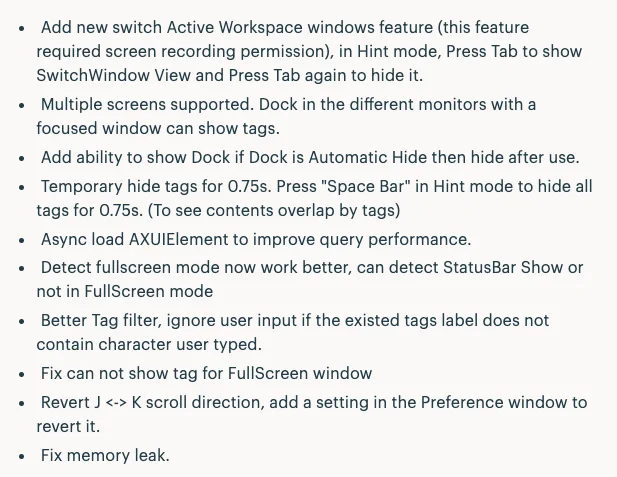 • Add new switch Active Workspace windows feature (this feature
required screen recording permission), in Hint mode, Press Tab to show
SwitchWindow View and Press Tab again to hide it.
• Multiple screens supported. Dock in the different monitors with a
focused window can show tags.
• Add ability to show Dock if Dock is Automatic Hide then hide after use.
• Temporary hide tags for 0.75s. Press "Space Bar" in Hint mode to hide all
tags for 0.75s. (To see contents overlap by tags)
• Async load AXUIElement to improve query performance.
• Detect fullscreen mode now work better, can detect StatusBar Show or
not in FullScreen mode
• Better Tag filter, ignore user input if the existed tags label does not
contain character user typed.
• Fix can not show tag for FullScreen window
• Revert J <-> K scroll direction, add a setting in the Preference window to
revert it.
• Fix memory leak.